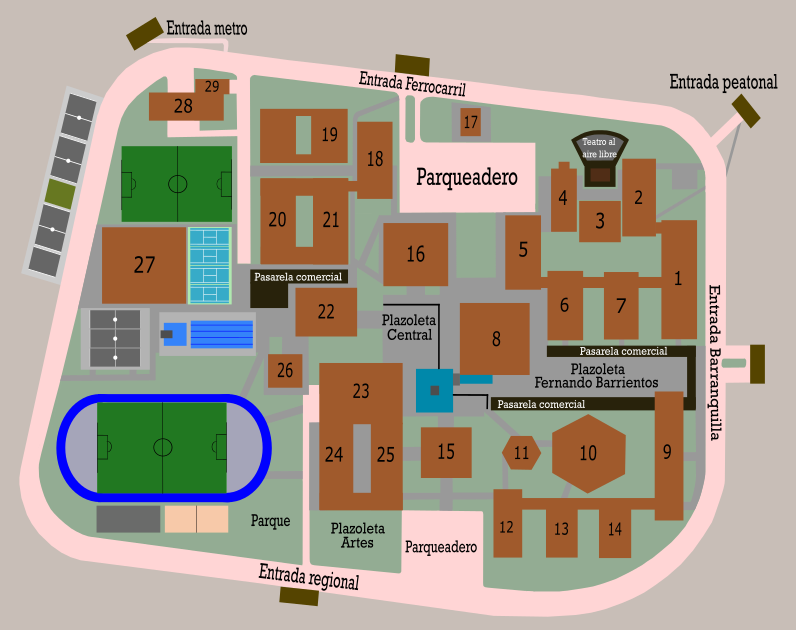 Entrada metro
Entrada Ferrocarril
Entrada peatonal
29
28
19
18
17
Teatro al
aire libre
Parqueadero
4
2
3
20
21
5
16
1
27
Pasarela comercial
22
6
7
Plazoleta
Central
8
Entrada Barranquilla
Pasarela comercial
Plazoleta
Fernando Barrientos
26
23
Pasarela comercial
24
25
15
11
10
9
12
13
14
Parque
Plazoleta
Artes
Parqueadero
Entrada regional